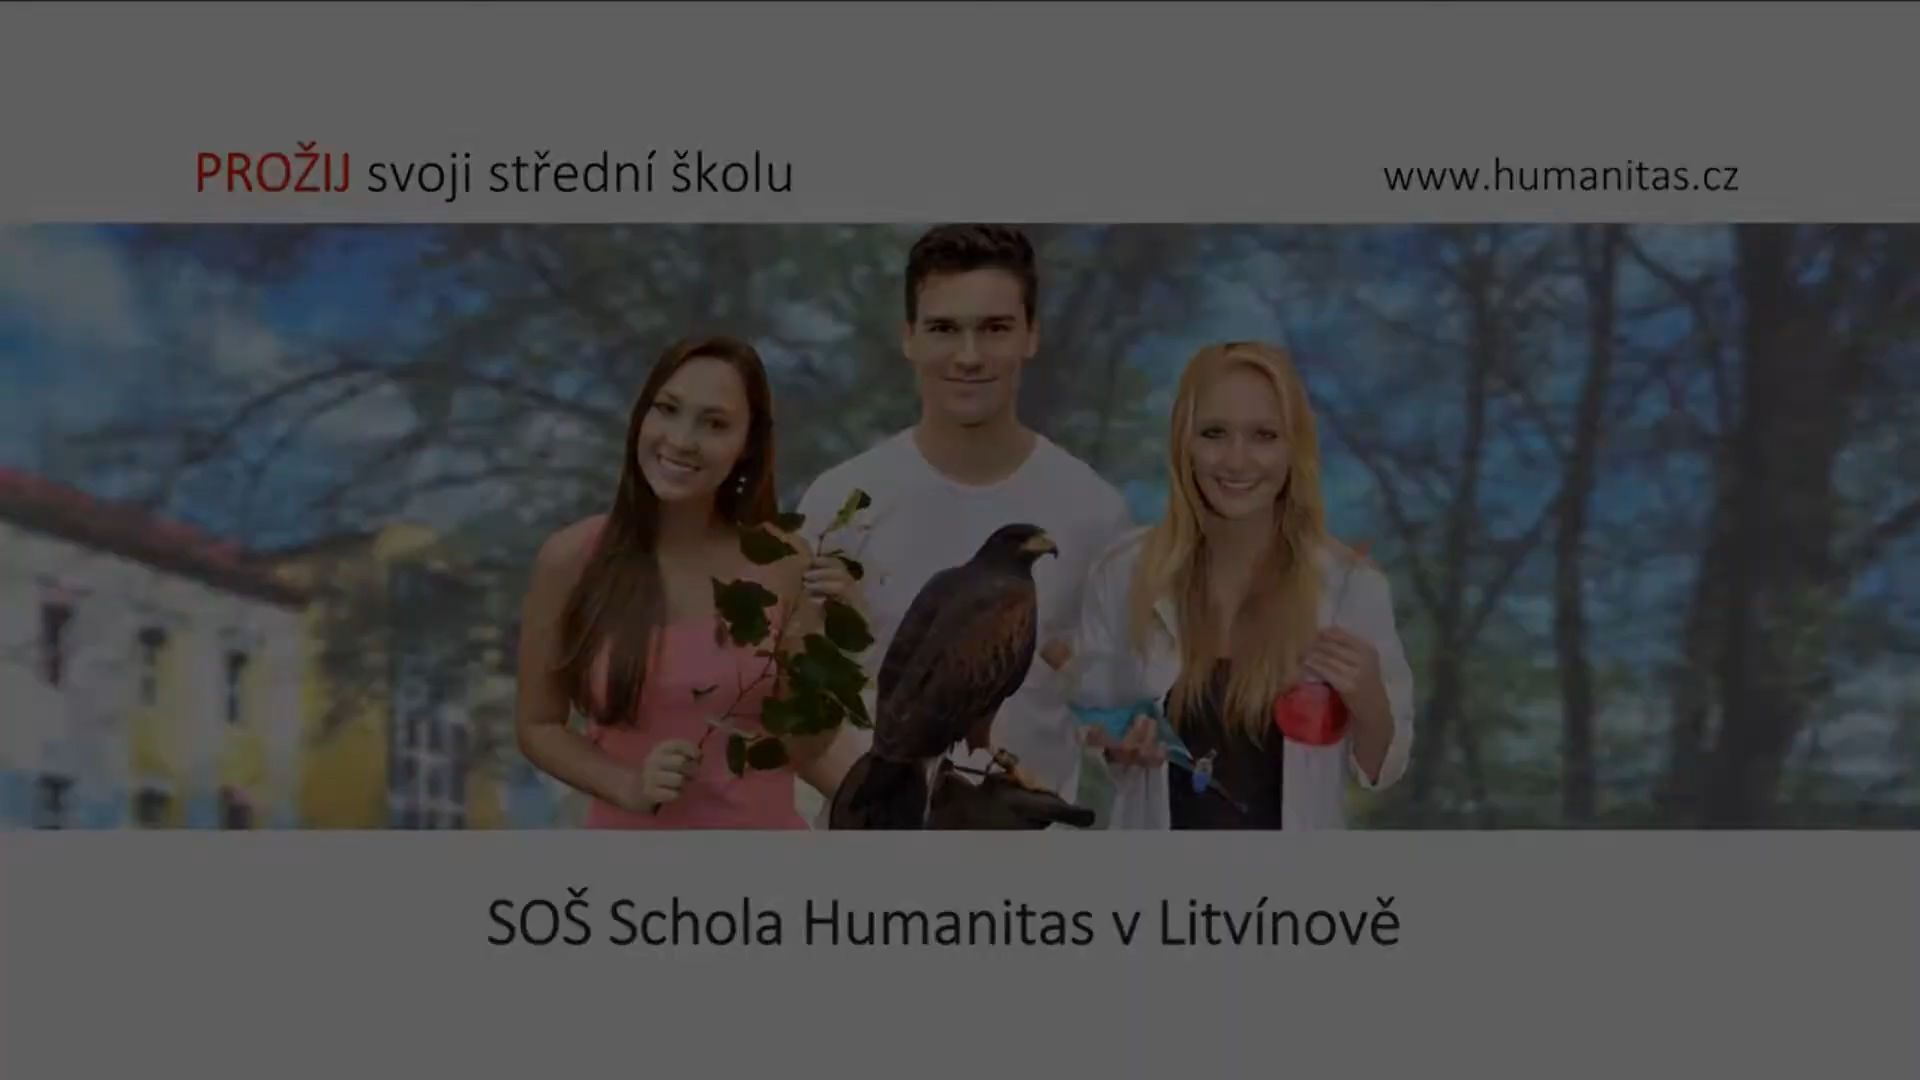 PROŽIJ svoji střední školu
www.humanitas.cz
SOŠ Schola Humanitas v Litvínově